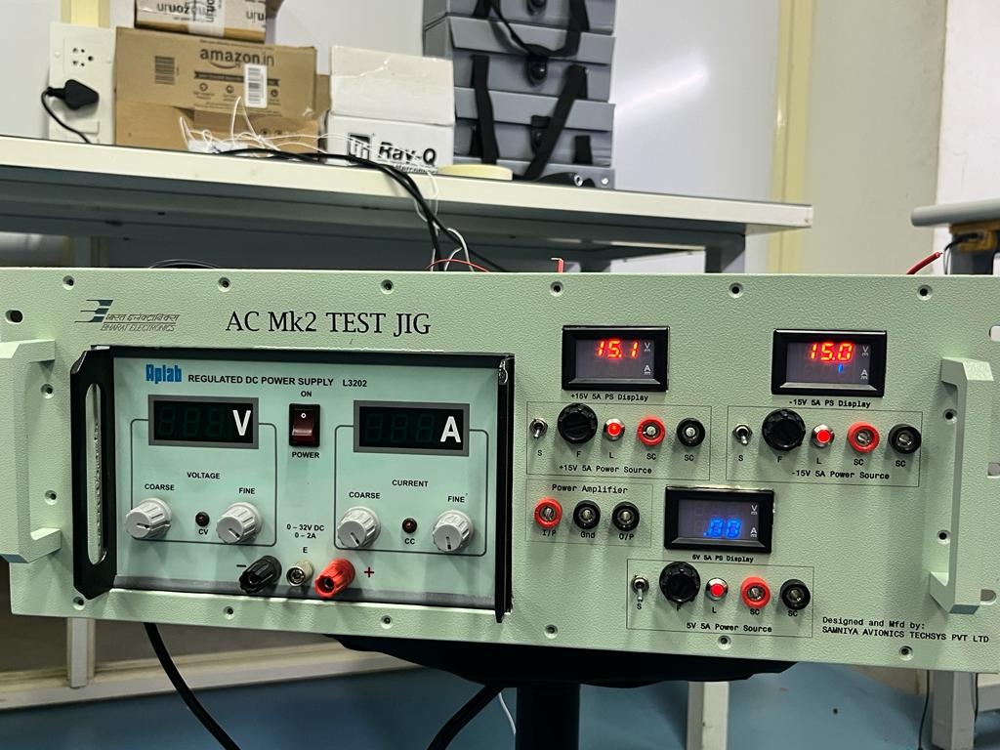 amazon.in
Ray-Q
भारत इलेक्ट्रॉनिक्स
BHARAT ELECTRONICS
AC Mk2 TEST JIG
Aplab REGULATED DC POWER SUPPLY L3202
ON
V
A
POWER
VOLTAGE
COARSE
FINE
CV
CURRENT
COARSE
FINE
CC
0 – 32V DC
0 – 2A
E
–
+
15.1
V
A
+15V 5A PS Display
S
F
L
SC
SC
+15V 5A Power Source
15.0
V
A
-15V 5A PS Display
S
F
L
SC
SC
-15V 5A Power Source
Power Amplifier
I/P
Gnd
O/P
.00
V
A
5V PS Display
S
F
L
SC
SC
5V 5A Power Source
Designed and Mfd by:
SAMNIYA AVIONICS TECHSYS PVT LTD